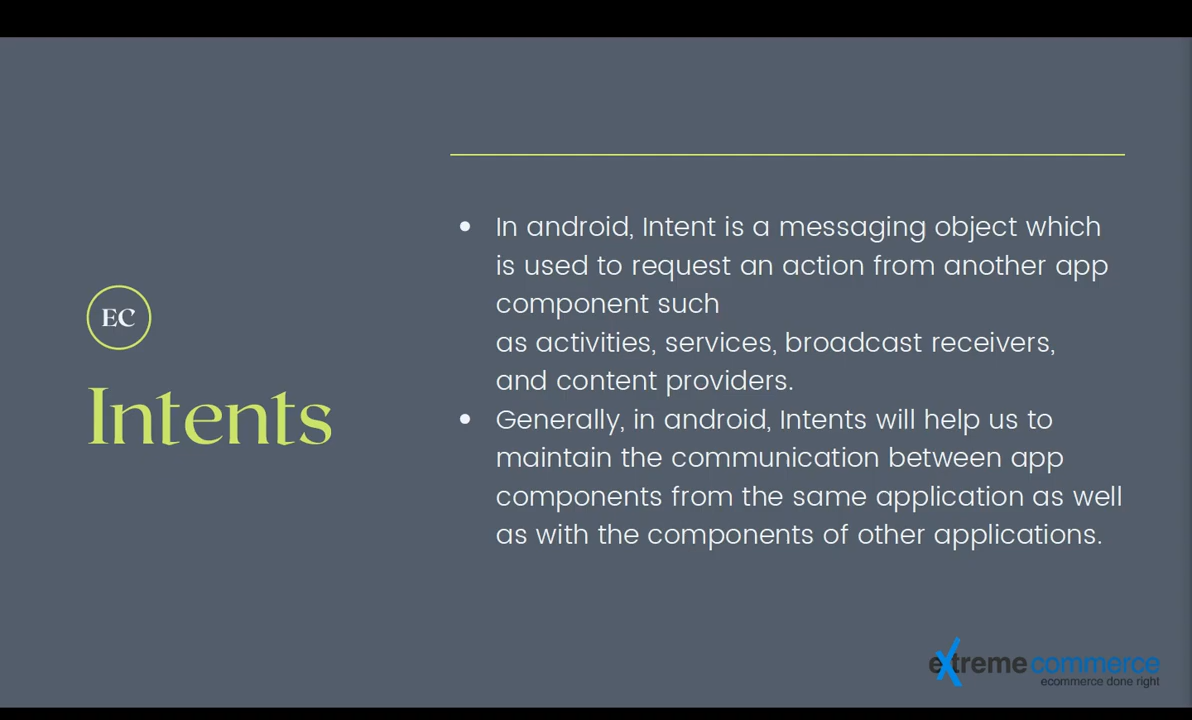 EC
Intents
• In android, Intent is a messaging object which
is used to request an action from another app
component such
as activities, services, broadcast receivers,
and content providers.
• Generally, in android, Intents will help us to
maintain the communication between app
components from the same application as well
as with the components of other applications.
extreme commerce
ecommerce done right